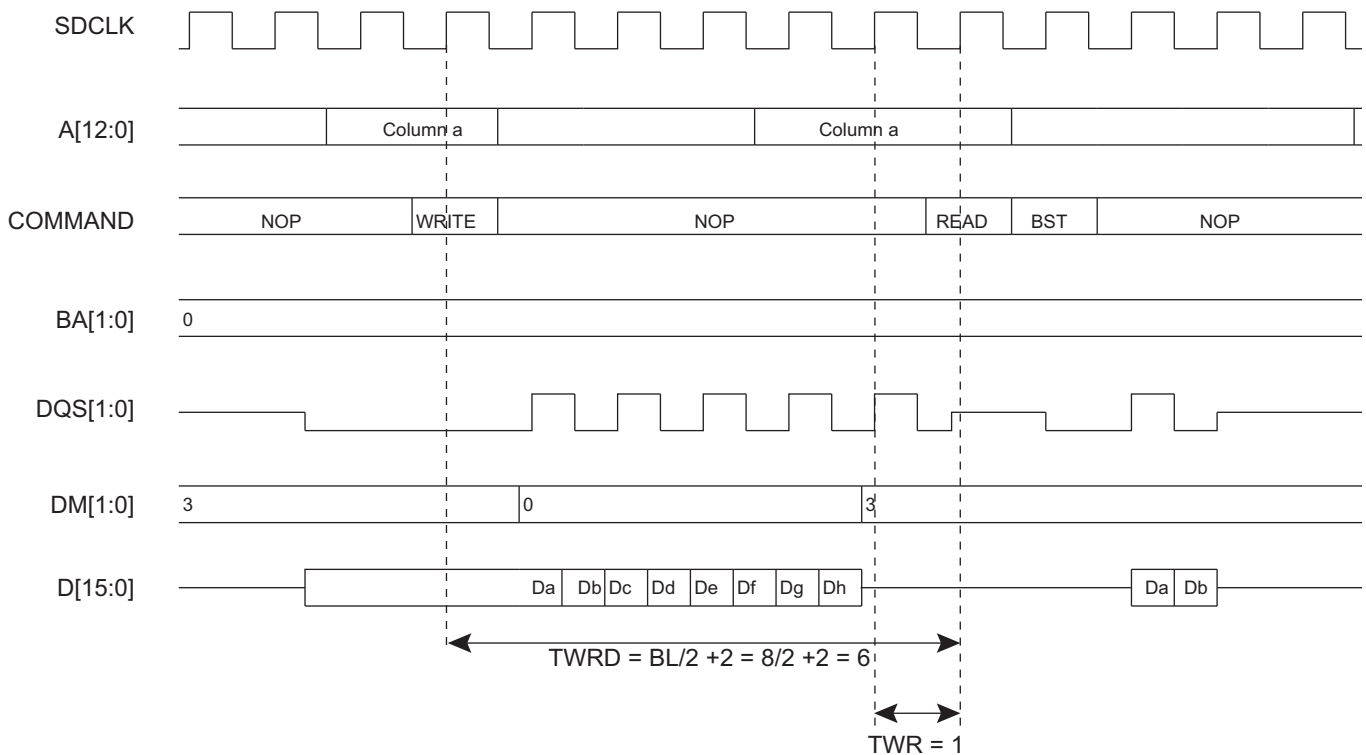 SDCLK
A[12:0] Column a Column a
COMMAND NOP WRITE NOP READ BST NOP
BA[1:0] 0
DQS[1:0]
DM[1:0] 3 0 3
D[15:0] Da Db Dc Dd De Df Dg Dh Da Db
TWRD = BL/2 +2 = 8/2 +2 = 6
TWR = 1